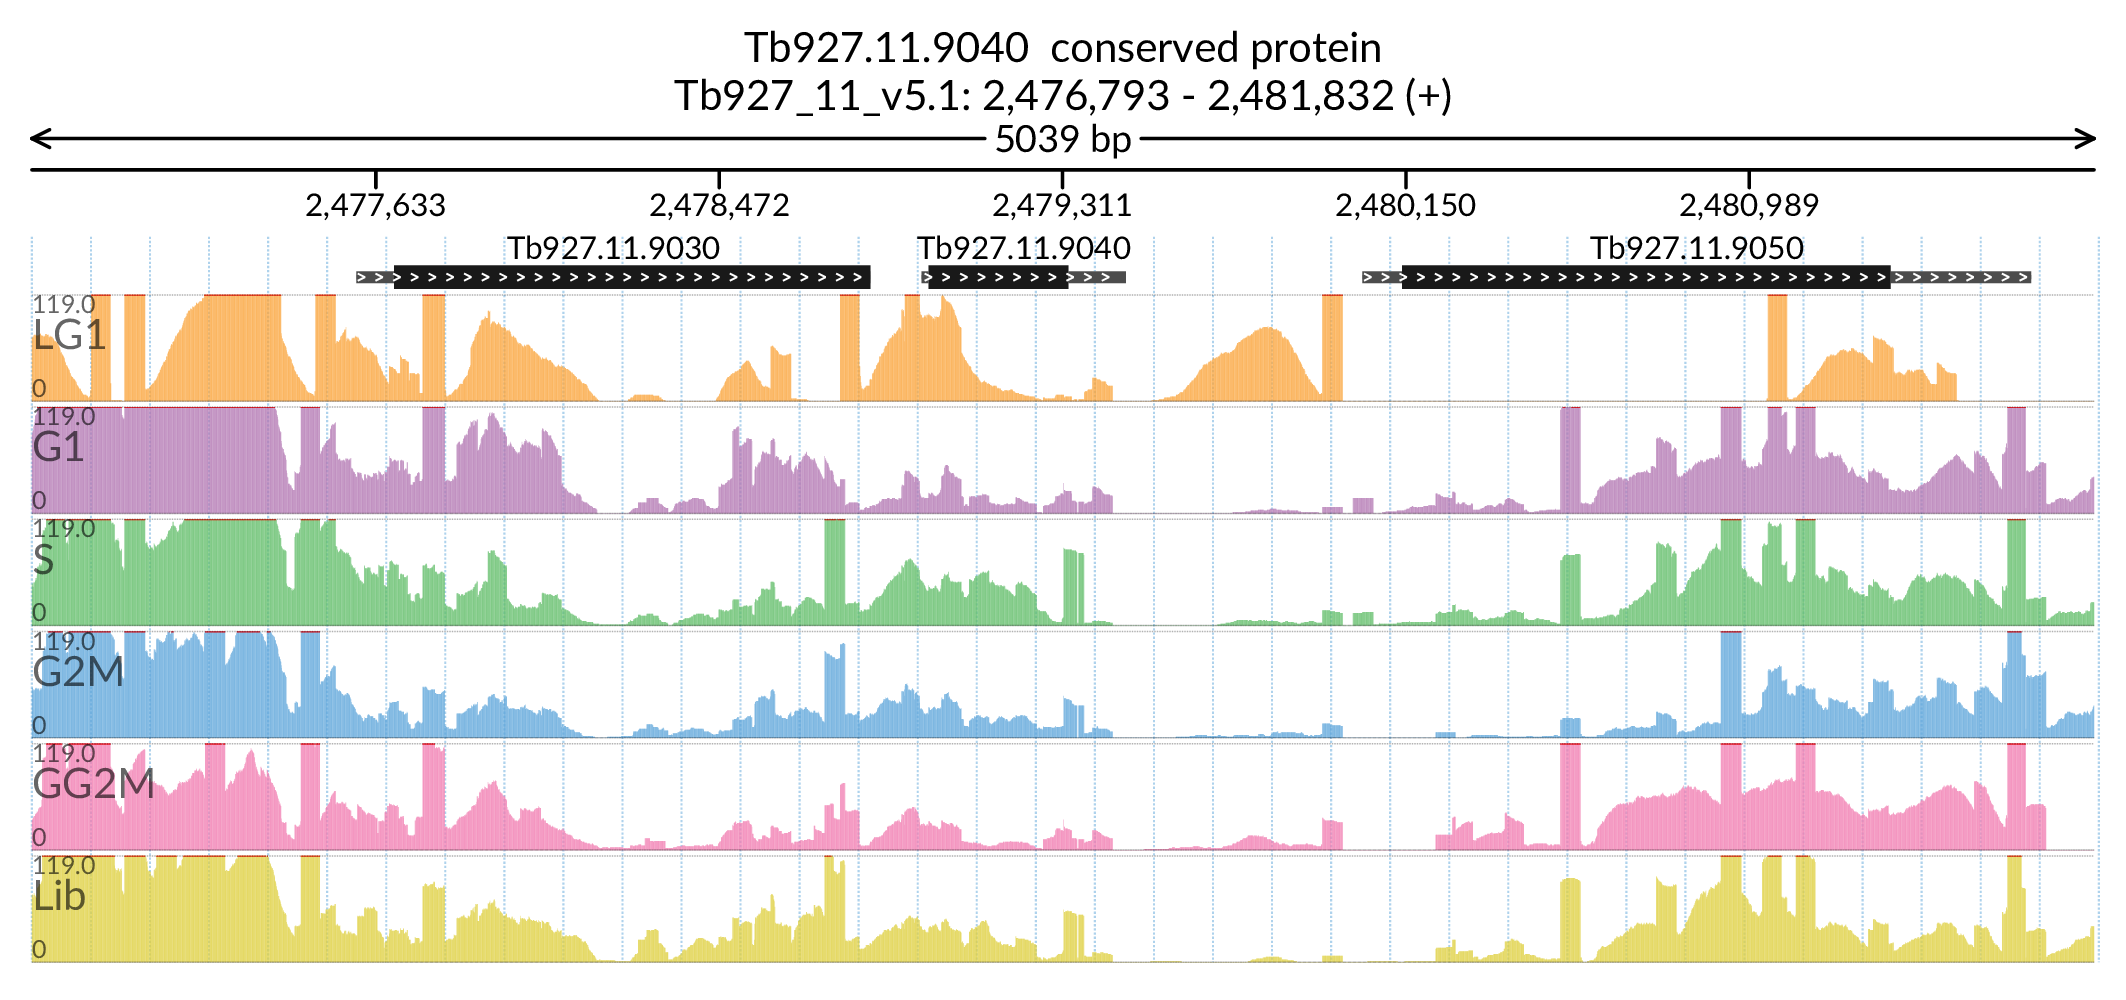 Tb927.11.9040  conserved protein
Tb927_11_v5.1: 2,476,793 - 2,481,832 (+)
5039 bp
2,477,633 2,478,472 2,479,311 2,480,150 2,480,989
Tb927.11.9030 Tb927.11.9040 Tb927.11.9050
119.0
LG1
0
119.0
G1
0
119.0
S
0
119.0
G2M
0
119.0
GG2M
0
119.0
Lib
0